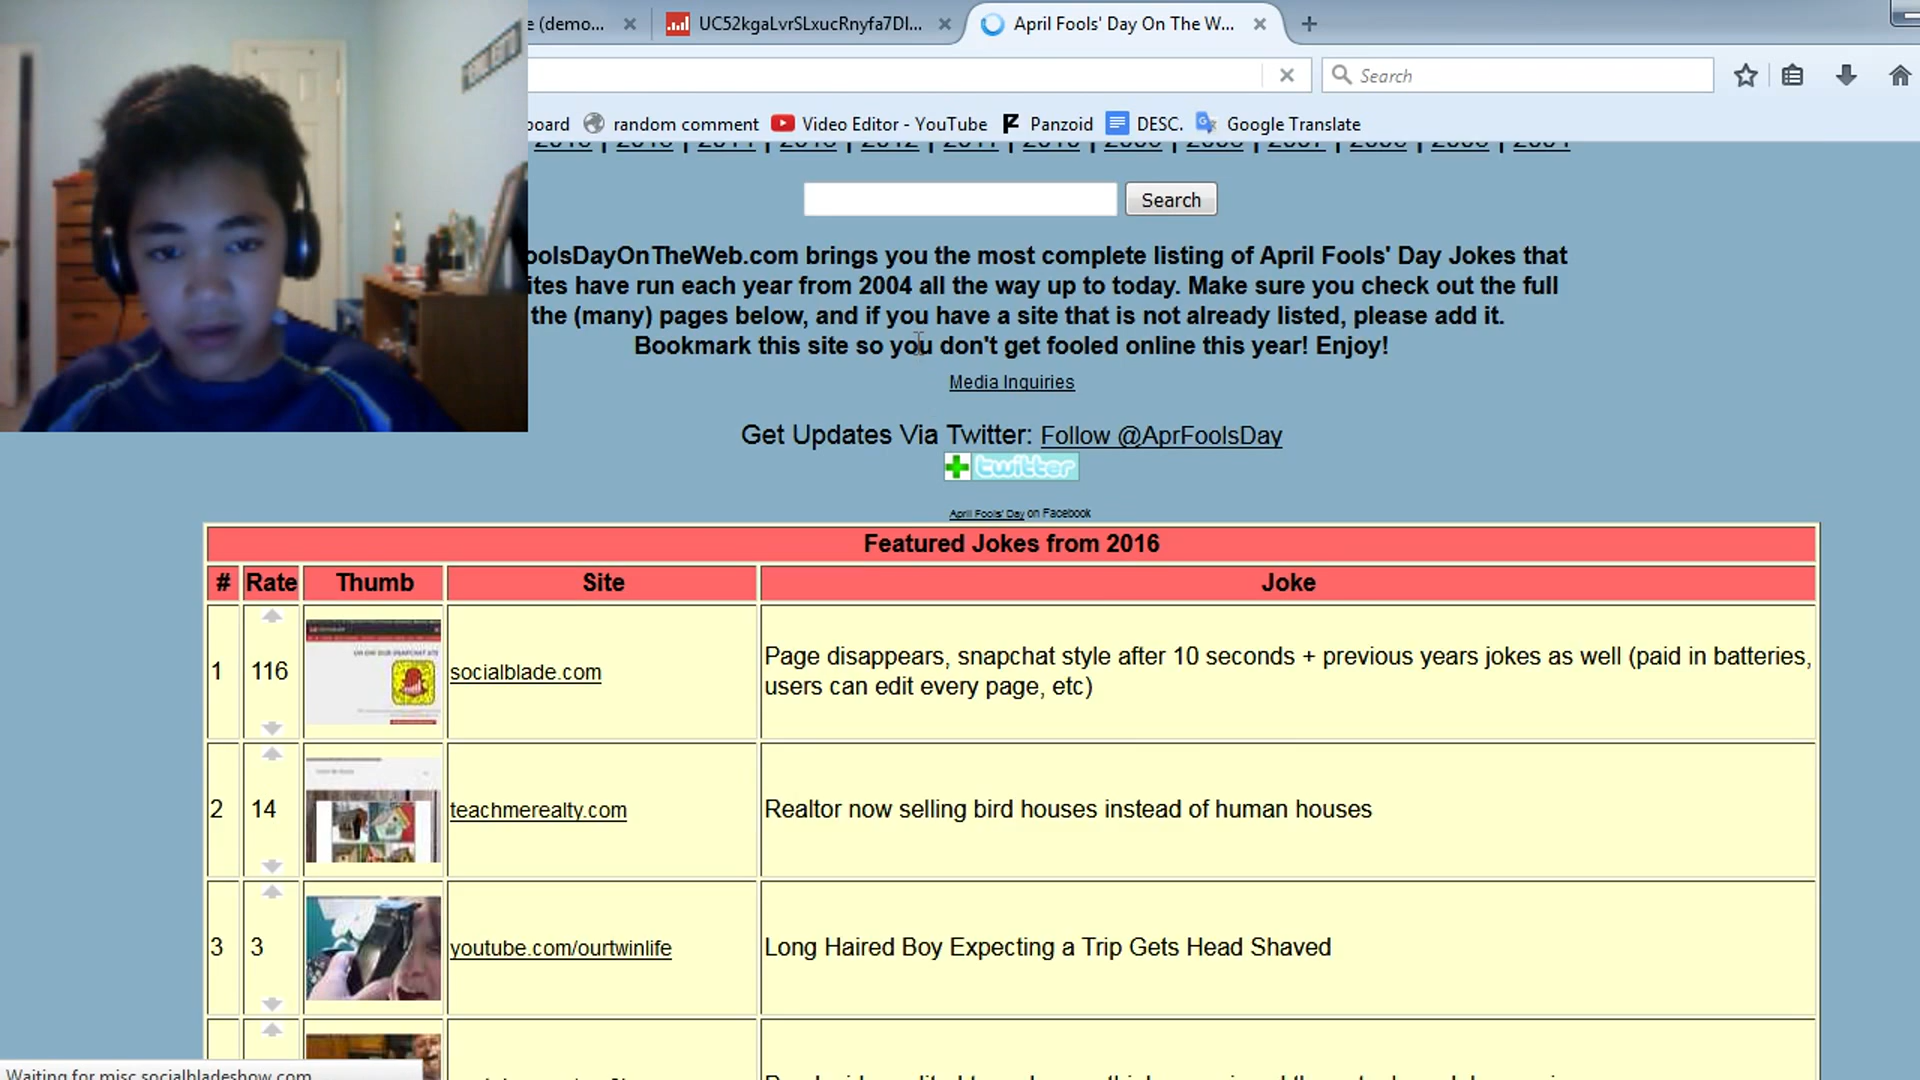 e (demo...
UC52kgaLvrSLxucRnyfa7DI...
April Fools' Day On The W...
Search
board
random comment
Video Editor - YouTube
Panzoid
DESC.
Google Translate
Search
oolsDayOnTheWeb.com brings you the most complete listing of April Fools' Day Jokes that
ites have run each year from 2004 all the way up to today. Make sure you check out the full
the (many) pages below, and if you have a site that is not already listed, please add it.
Bookmark this site so you don't get fooled online this year! Enjoy!
Media Inquiries
Get Updates Via Twitter: Follow @AprFoolsDay
twitter
April Fools' Day on Facebook
Featured Jokes from 2016
# Rate Thumb Site Joke
1 116 socialblade.com Page disappears, snapchat style after 10 seconds + previous years jokes as well (paid in batteries,
users can edit every page, etc)
2 14 teachmerealty.com Realtor now selling bird houses instead of human houses
3 3 youtube.com/ourtwinlife Long Haired Boy Expecting a Trip Gets Head Shaved
Waiting for misc.socialbladeshow.com